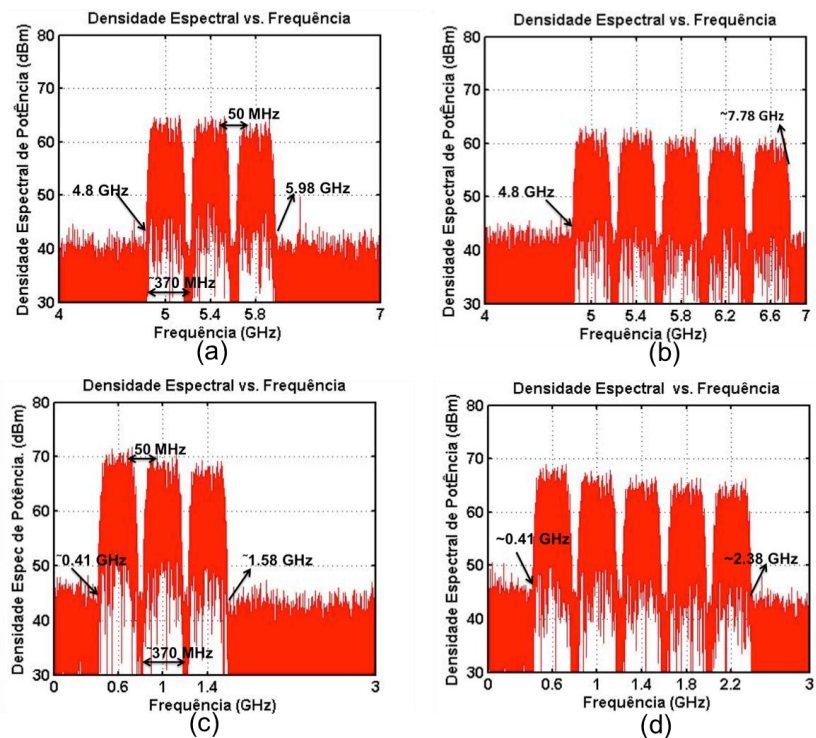 Densidade Espectral vs. Frequência
Densidade Espectral de PotÊncia (dBm)
80
70
60
50
40
30
50 MHz
4.8 GHz
5.98 GHz
~370 MHz
4 5 5.4 5.8 7
Frequência (GHz)
(a)
Densidade Espectral vs. Frequência
Densidade Espectral de PotÊncia (dBm)
80
70
60
50
40
30
~7.78 GHz
4.8 GHz
4 5 5.4 5.8 6.2 6.6 7
Frequência (GHz)
(b)
Densidade Espectral vs. Frequência
Densidade Espec de Potência. (dBm)
80
70
60
50
40
30
50 MHz
~0.41 GHz
~1.58 GHz
~370 MHz
0 0.6 1 1.4 3
Frequência (GHz)
(c)
Densidade Espectral vs. Frequência
Densidade Espectral de PotÊncia (dBm)
80
70
60
50
40
30
~0.41 GHz
~2.38 GHz
0 0.6 1 1.4 1.8 2.2 3
Frequência (GHz)
(d)